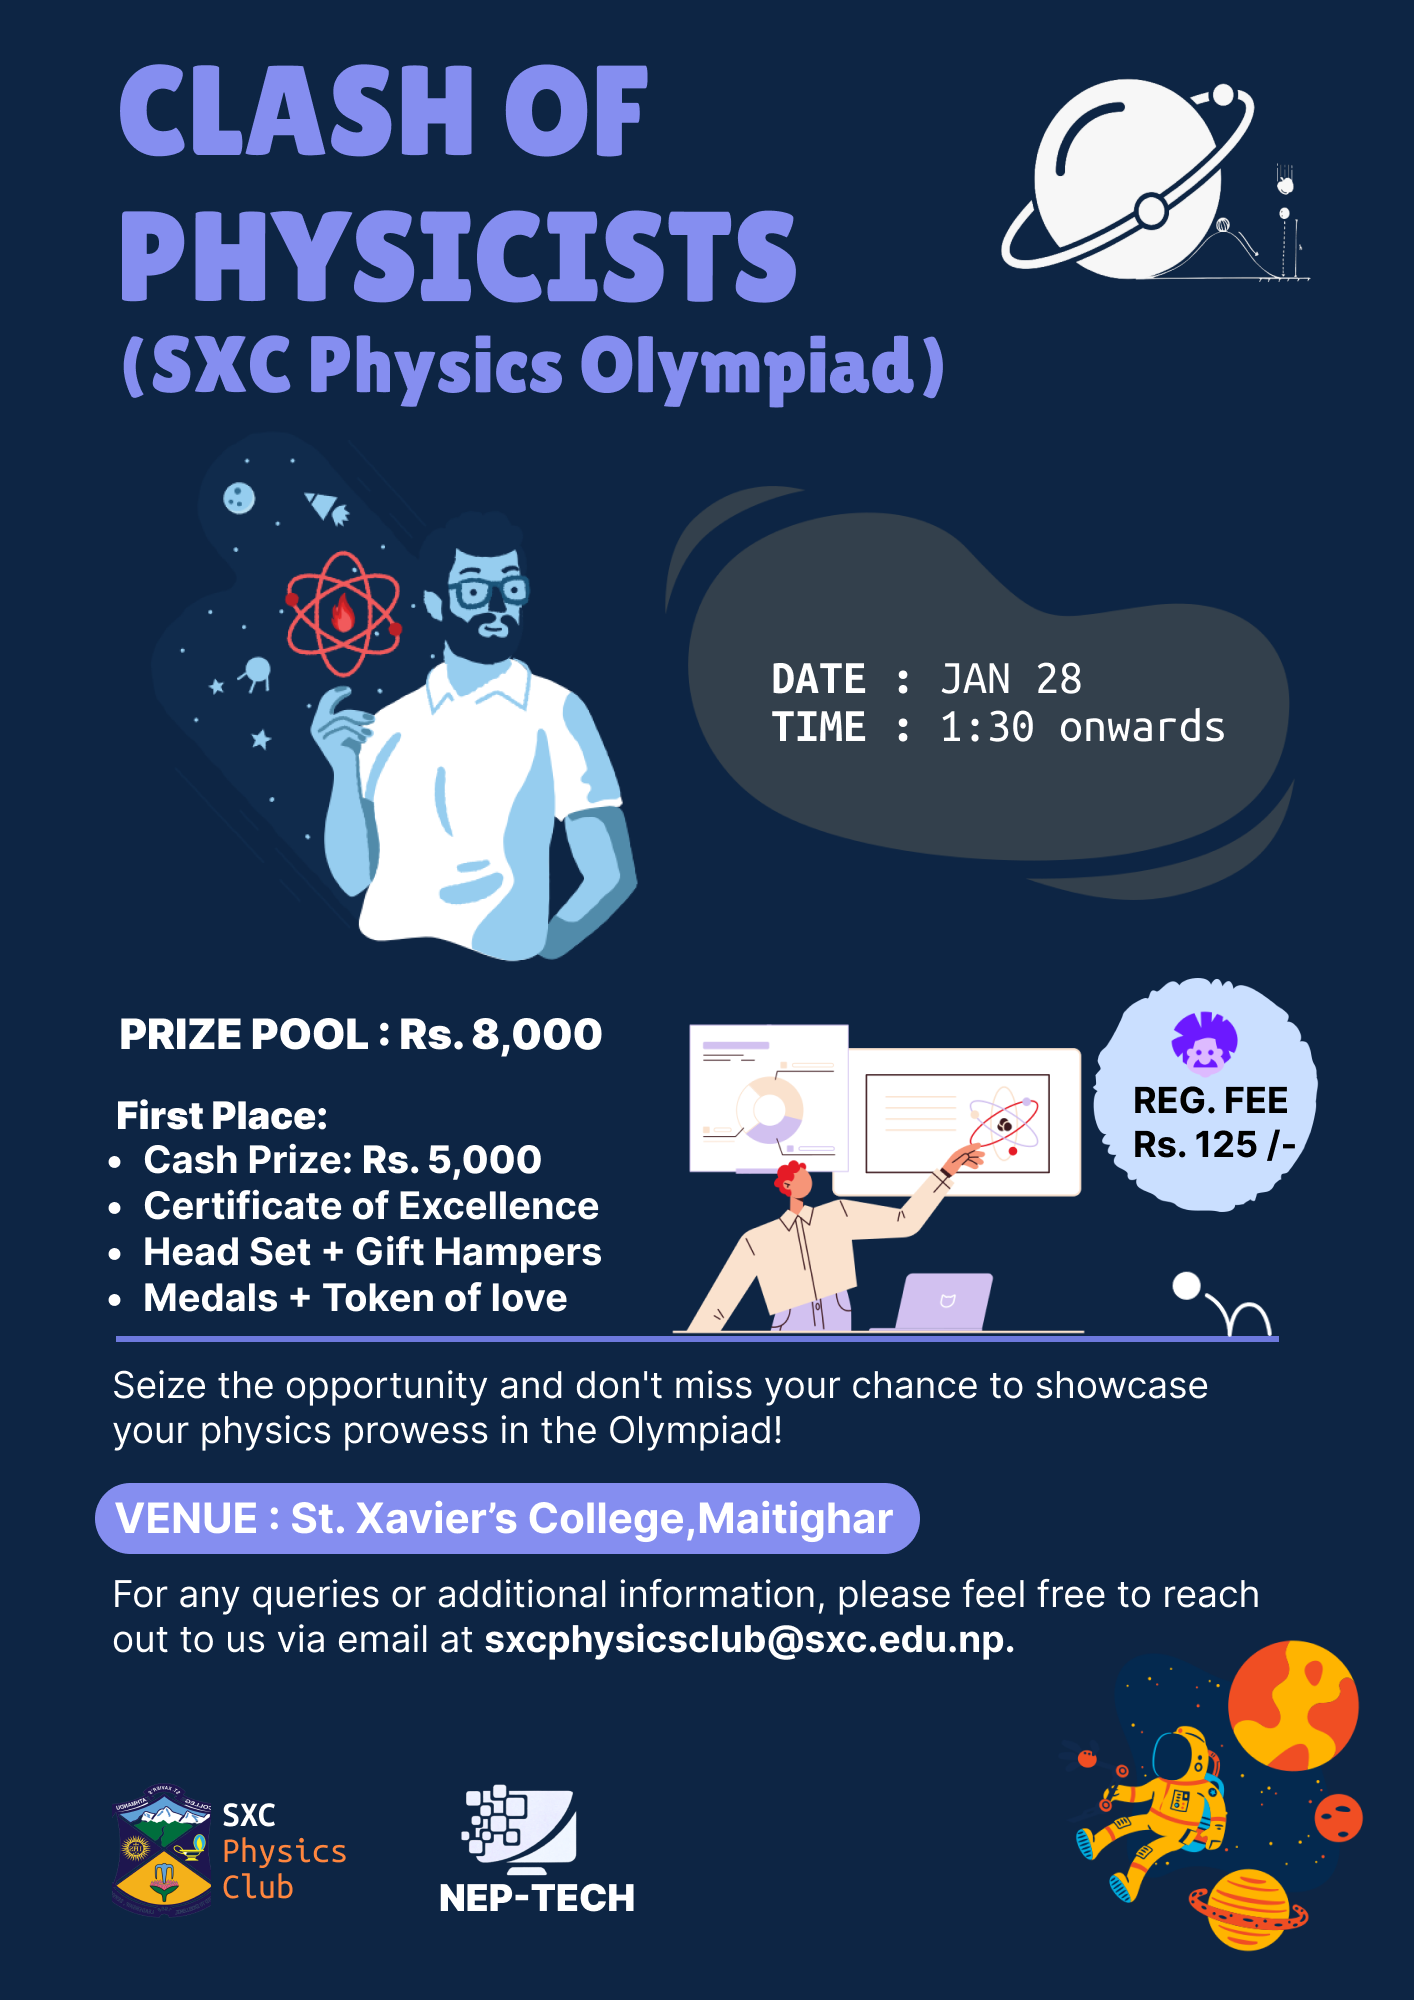 CLASH OF
PHYSICISTS
(SXC Physics Olympiad)
DATE : JAN 28
TIME : 1:30 onwards
PRIZE POOL : Rs. 8,000
First Place:
• Cash Prize: Rs. 5,000
• Certificate of Excellence
• Head Set + Gift Hampers
• Medals + Token of love
REG. FEE
Rs. 125 /-
Seize the opportunity and don't miss your chance to showcase
your physics prowess in the Olympiad!
VENUE : St. Xavier’s College,Maitighar
For any queries or additional information, please feel free to reach
out to us via email at sxcphysicsclub@sxc.edu.np.
SXC
Physics
Club
NEP-TECH